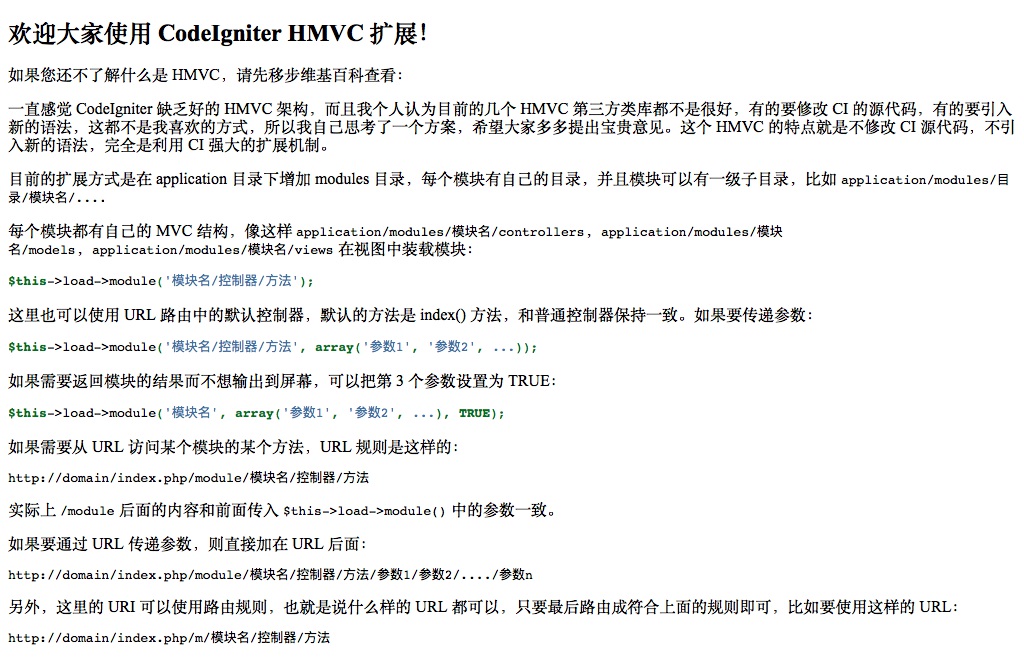 欢迎大家使用 CodeIgniter HMVC 扩展！
如果您还不了解什么是 HMVC，请先移步维基百科查看：
一直感觉 CodeIgniter 缺乏好的 HMVC 架构，而且我个人认为目前的几个 HMVC 第三方类库都不是很好，有的要修改 CI 的源代码，有的要引入
新的语法，这都不是我喜欢的方式，所以我自己思考了一个方案，希望大家多多提出宝贵意见。这个 HMVC 的特点就是不修改 CI 源代码，不引
入新的语法，完全是利用 CI 强大的扩展机制。
目前的扩展方式是在 application 目录下增加 modules 目录，每个模块有自己的目录，并且模块可以有一级子目录，比如 application/modules/目
录/模块名/....
每个模块都有自己的 MVC 结构，像这样 application/modules/模块名/controllers，application/modules/模块
名/models，application/modules/模块名/views 在视图中装载模块：
$this->load->module('模块名/控制器/方法');
这里也可以使用 URL 路由中的默认控制器，默认的方法是 index() 方法，和普通控制器保持一致。如果要传递参数：
$this->load->module('模块名/控制器/方法', array('参数1', '参数2', ...));
如果需要返回模块的结果而不想输出到屏幕，可以把第 3 个参数设置为 TRUE：
$this->load->module('模块名', array('参数1', '参数2', ...), TRUE);
如果需要从 URL 访问某个模块的某个方法，URL 规则是这样的：
http://domain/index.php/module/模块名/控制器/方法
实际上 /module 后面的内容和前面传入 $this->load->module() 中的参数一致。
如果要通过 URL 传递参数，则直接加在 URL 后面：
http://domain/index.php/module/模块名/控制器/方法/参数1/参数2/..../参数n
另外，这里的 URI 可以使用路由规则，也就是说什么样的 URL 都可以，只要最后路由成符合上面的规则即可，比如要使用这样的 URL：
http://domain/index.php/m/模块名/控制器/方法